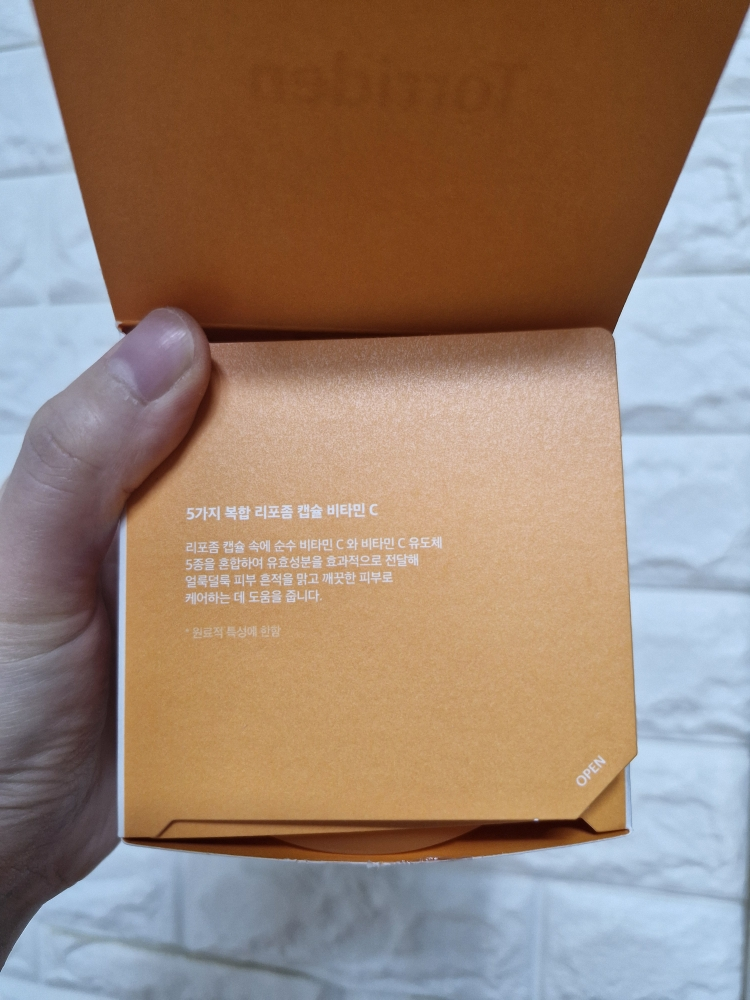 Torriden
5가지 복합 리포좀 캡슐 비타민 C
리포좀 캡슐 속에 순수 비타민 C 와 비타민 C 유도체
5종을 혼합하여 유효성분을 효과적으로 전달해
얼룩덜룩 피부 흔적을 맑고 깨끗한 피부로
케어하는 데 도움을 줍니다.
* 원료적 특성에 한함
OPEN